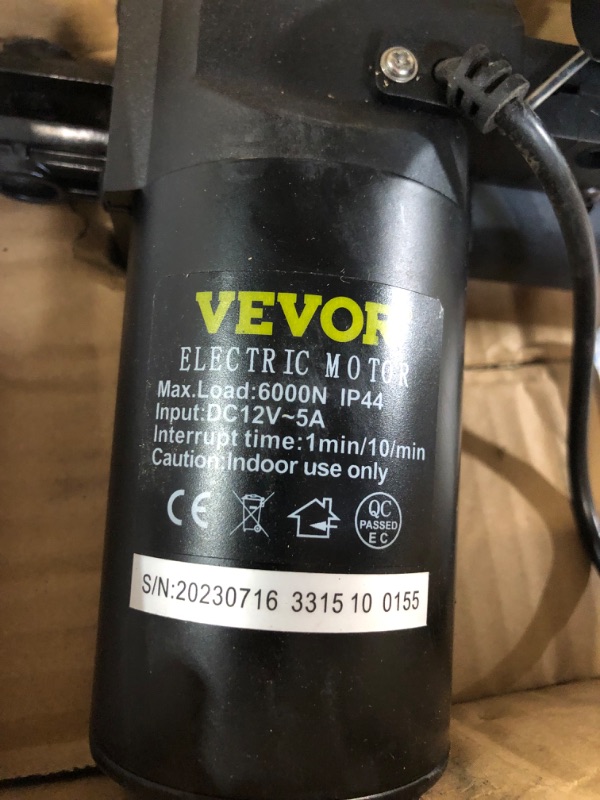 VEVOR
ELECTRIC MOTOR
Max.Load:6000N IP44
Input:DC12V~5A
Interrupt time:1min/10/min
Caution:Indoor use only
CE
QC
PASSED
E C
S/N:20230716 3315 10 0155